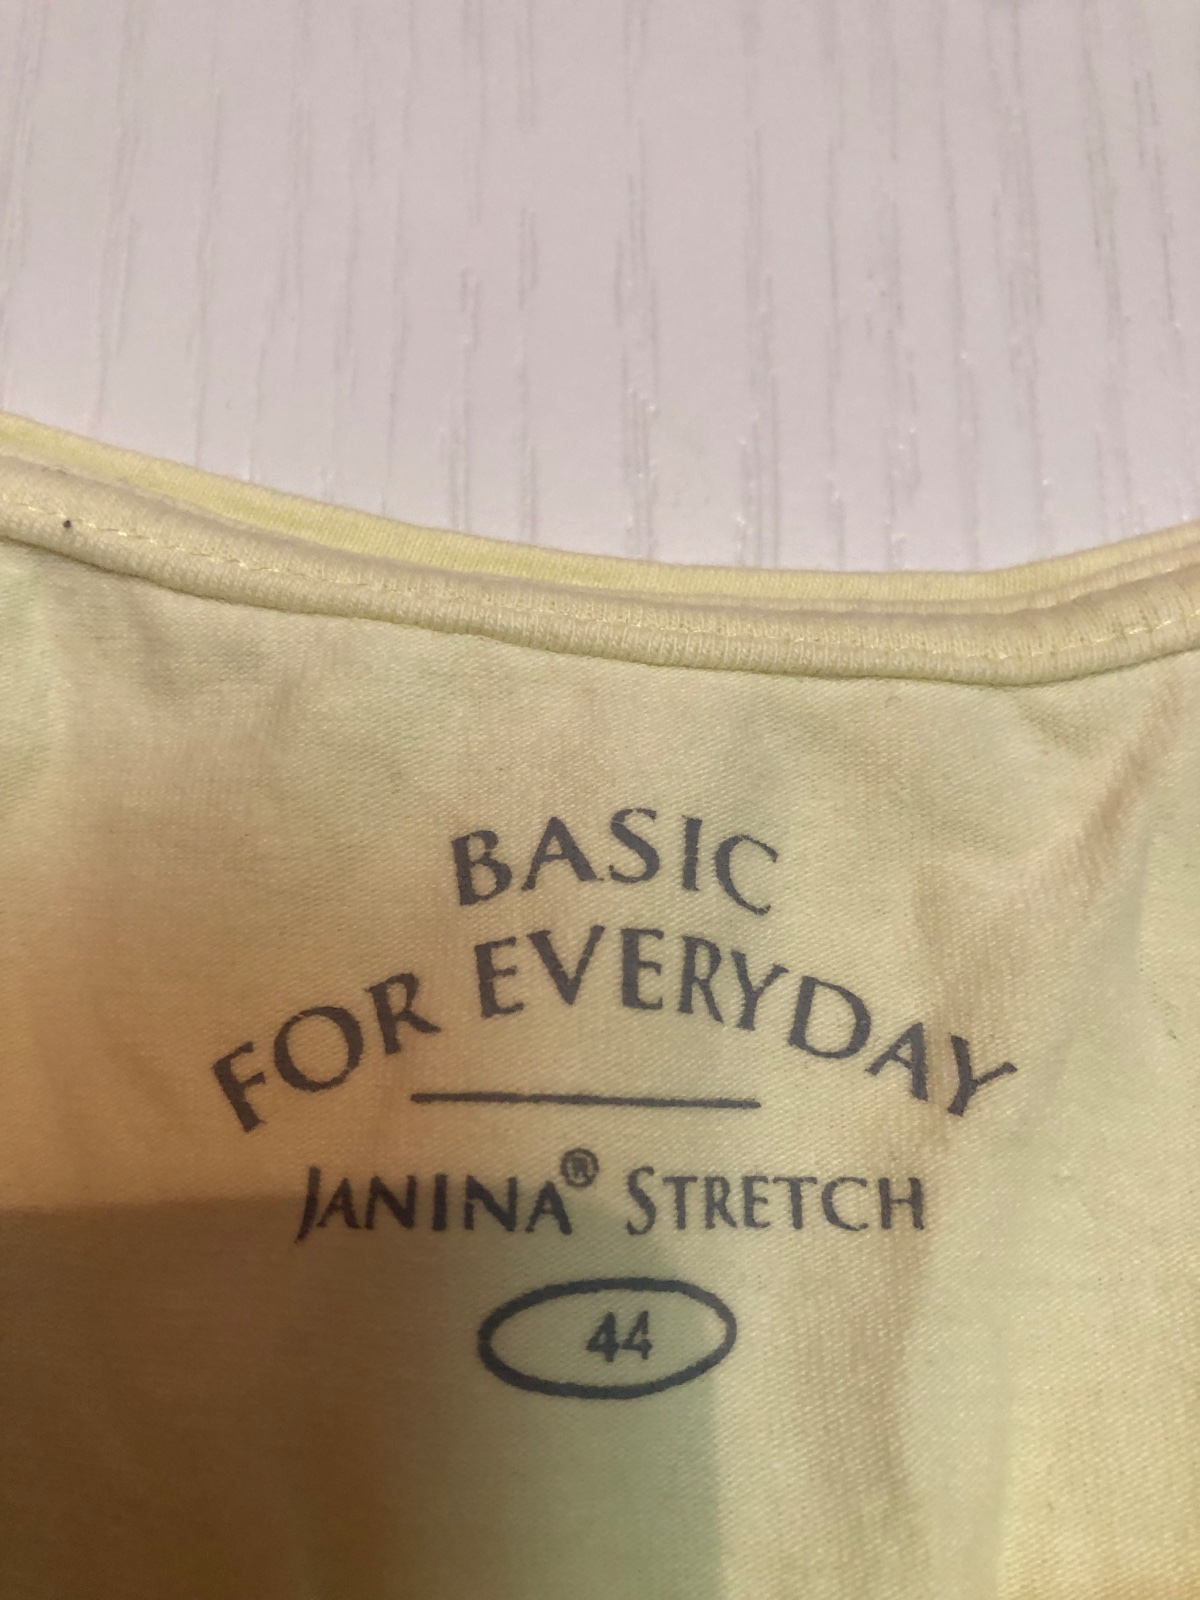 BASIC
FOR EVERYDAY
JANINA® STRETCH
44